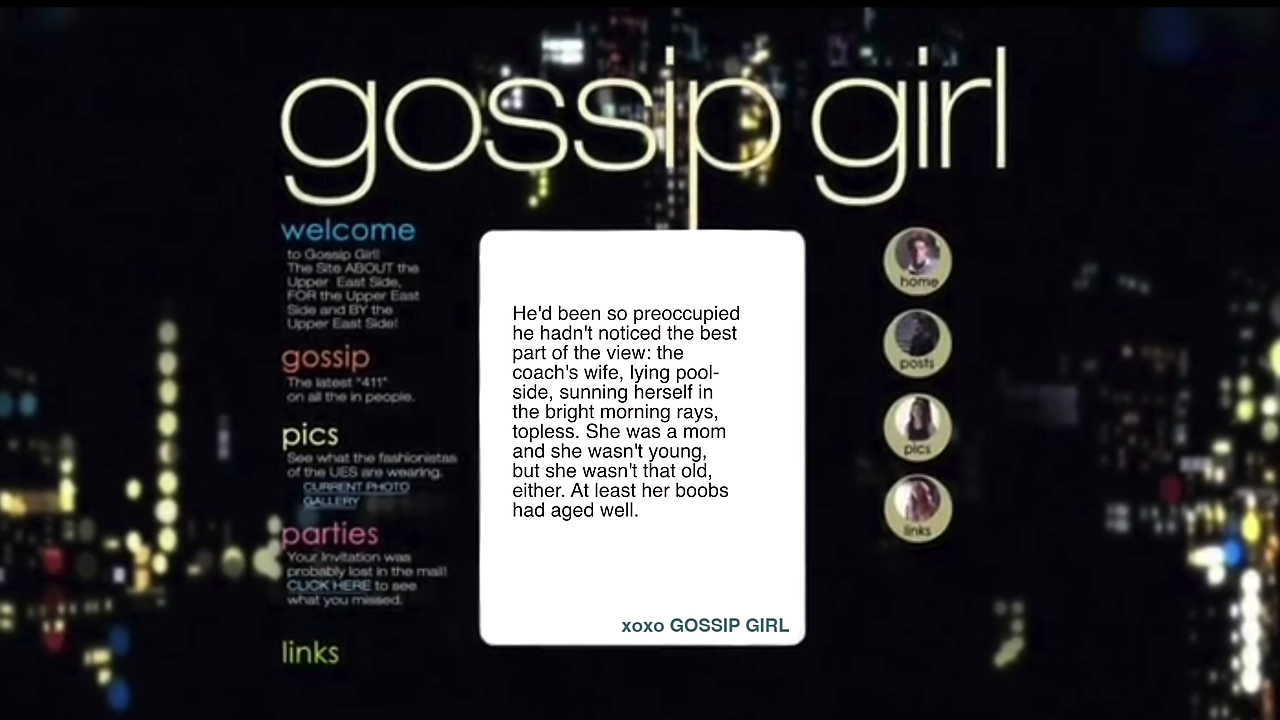 gossip girl
welcome
to Gossip Girl!
The Site ABOUT the
Upper East Side,
FOR the Upper East
Side and BY the
Upper East Side!
gossip
The latest "411"
on all the in people.
pics
See what the fashionistas
of the UES are wearing.
CURRENT PHOTO
GALLERY
parties
Your Invitation was
probably lost in the mail!
CLICK HERE to see
what you missed.
links
He'd been so preoccupied
he hadn't noticed the best
part of the view: the
coach's wife, lying pool-
side, sunning herself in
the bright morning rays,
topless. She was a mom
and she wasn't young,
but she wasn't that old,
either. At least her boobs
had aged well.
xoxo GOSSIP GIRL
home
posts
pics
links